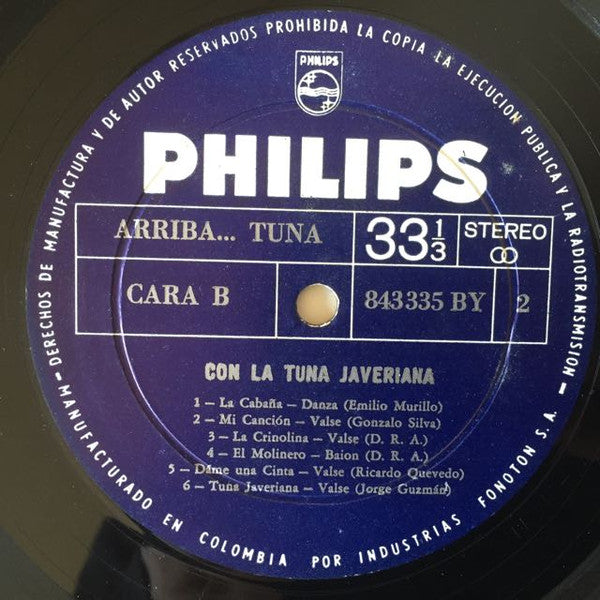 DERECHOS DE MANUFACTURA Y DE AUTOR RESERVADOS PROHIBIDA LA COPIA LA EJECUCION PUBLICA Y LA RADIOTRANSMISION
PHILIPS
PHILIPS
ARRIBA... TUNA
33 1/3
STEREO
CARA B
843335 BY
2
CON LA TUNA JAVERIANA
1 – La Cabaña – Danza (Emilio Murillo)
2 – Mi Canción – Valse (Gonzalo Silva)
3 – La Crinolina – Valse (D. R. A.)
4 – El Molinero – Baion (D. R. A.)
5 – Dáme una Cinta – Valse (Ricardo Quevedo)
6 – Tuna Javeriana – Valse (Jorge Guzmán)
MANUFACTURADO EN COLOMBIA POR INDUSTRIAS FONOTON S.A.